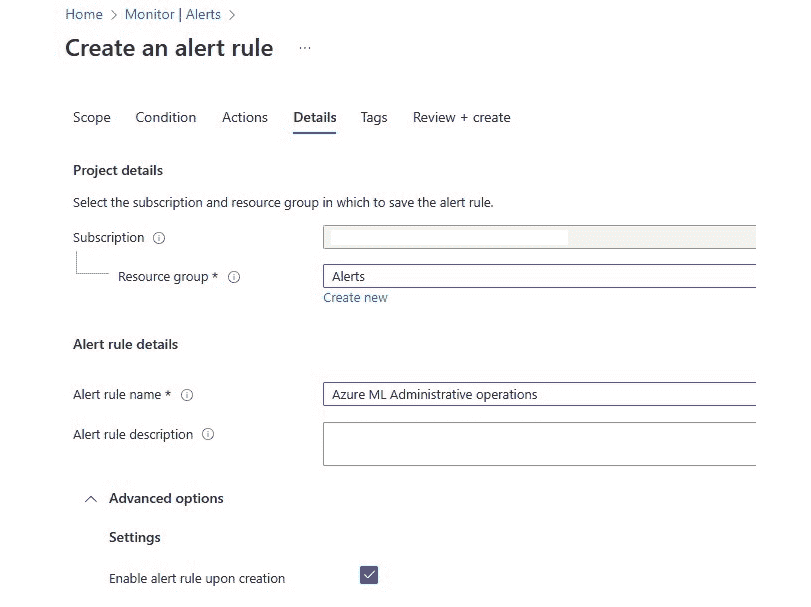 Home > Monitor | Alerts >
Create an alert rule ...
Scope Condition Actions Details Tags Review + create
Project details
Select the subscription and resource group in which to save the alert rule.
Subscription
Resource group * Alerts
Create new
Alert rule details
Alert rule name * Azure ML Administrative operations
Alert rule description
Advanced options
Settings
Enable alert rule upon creation